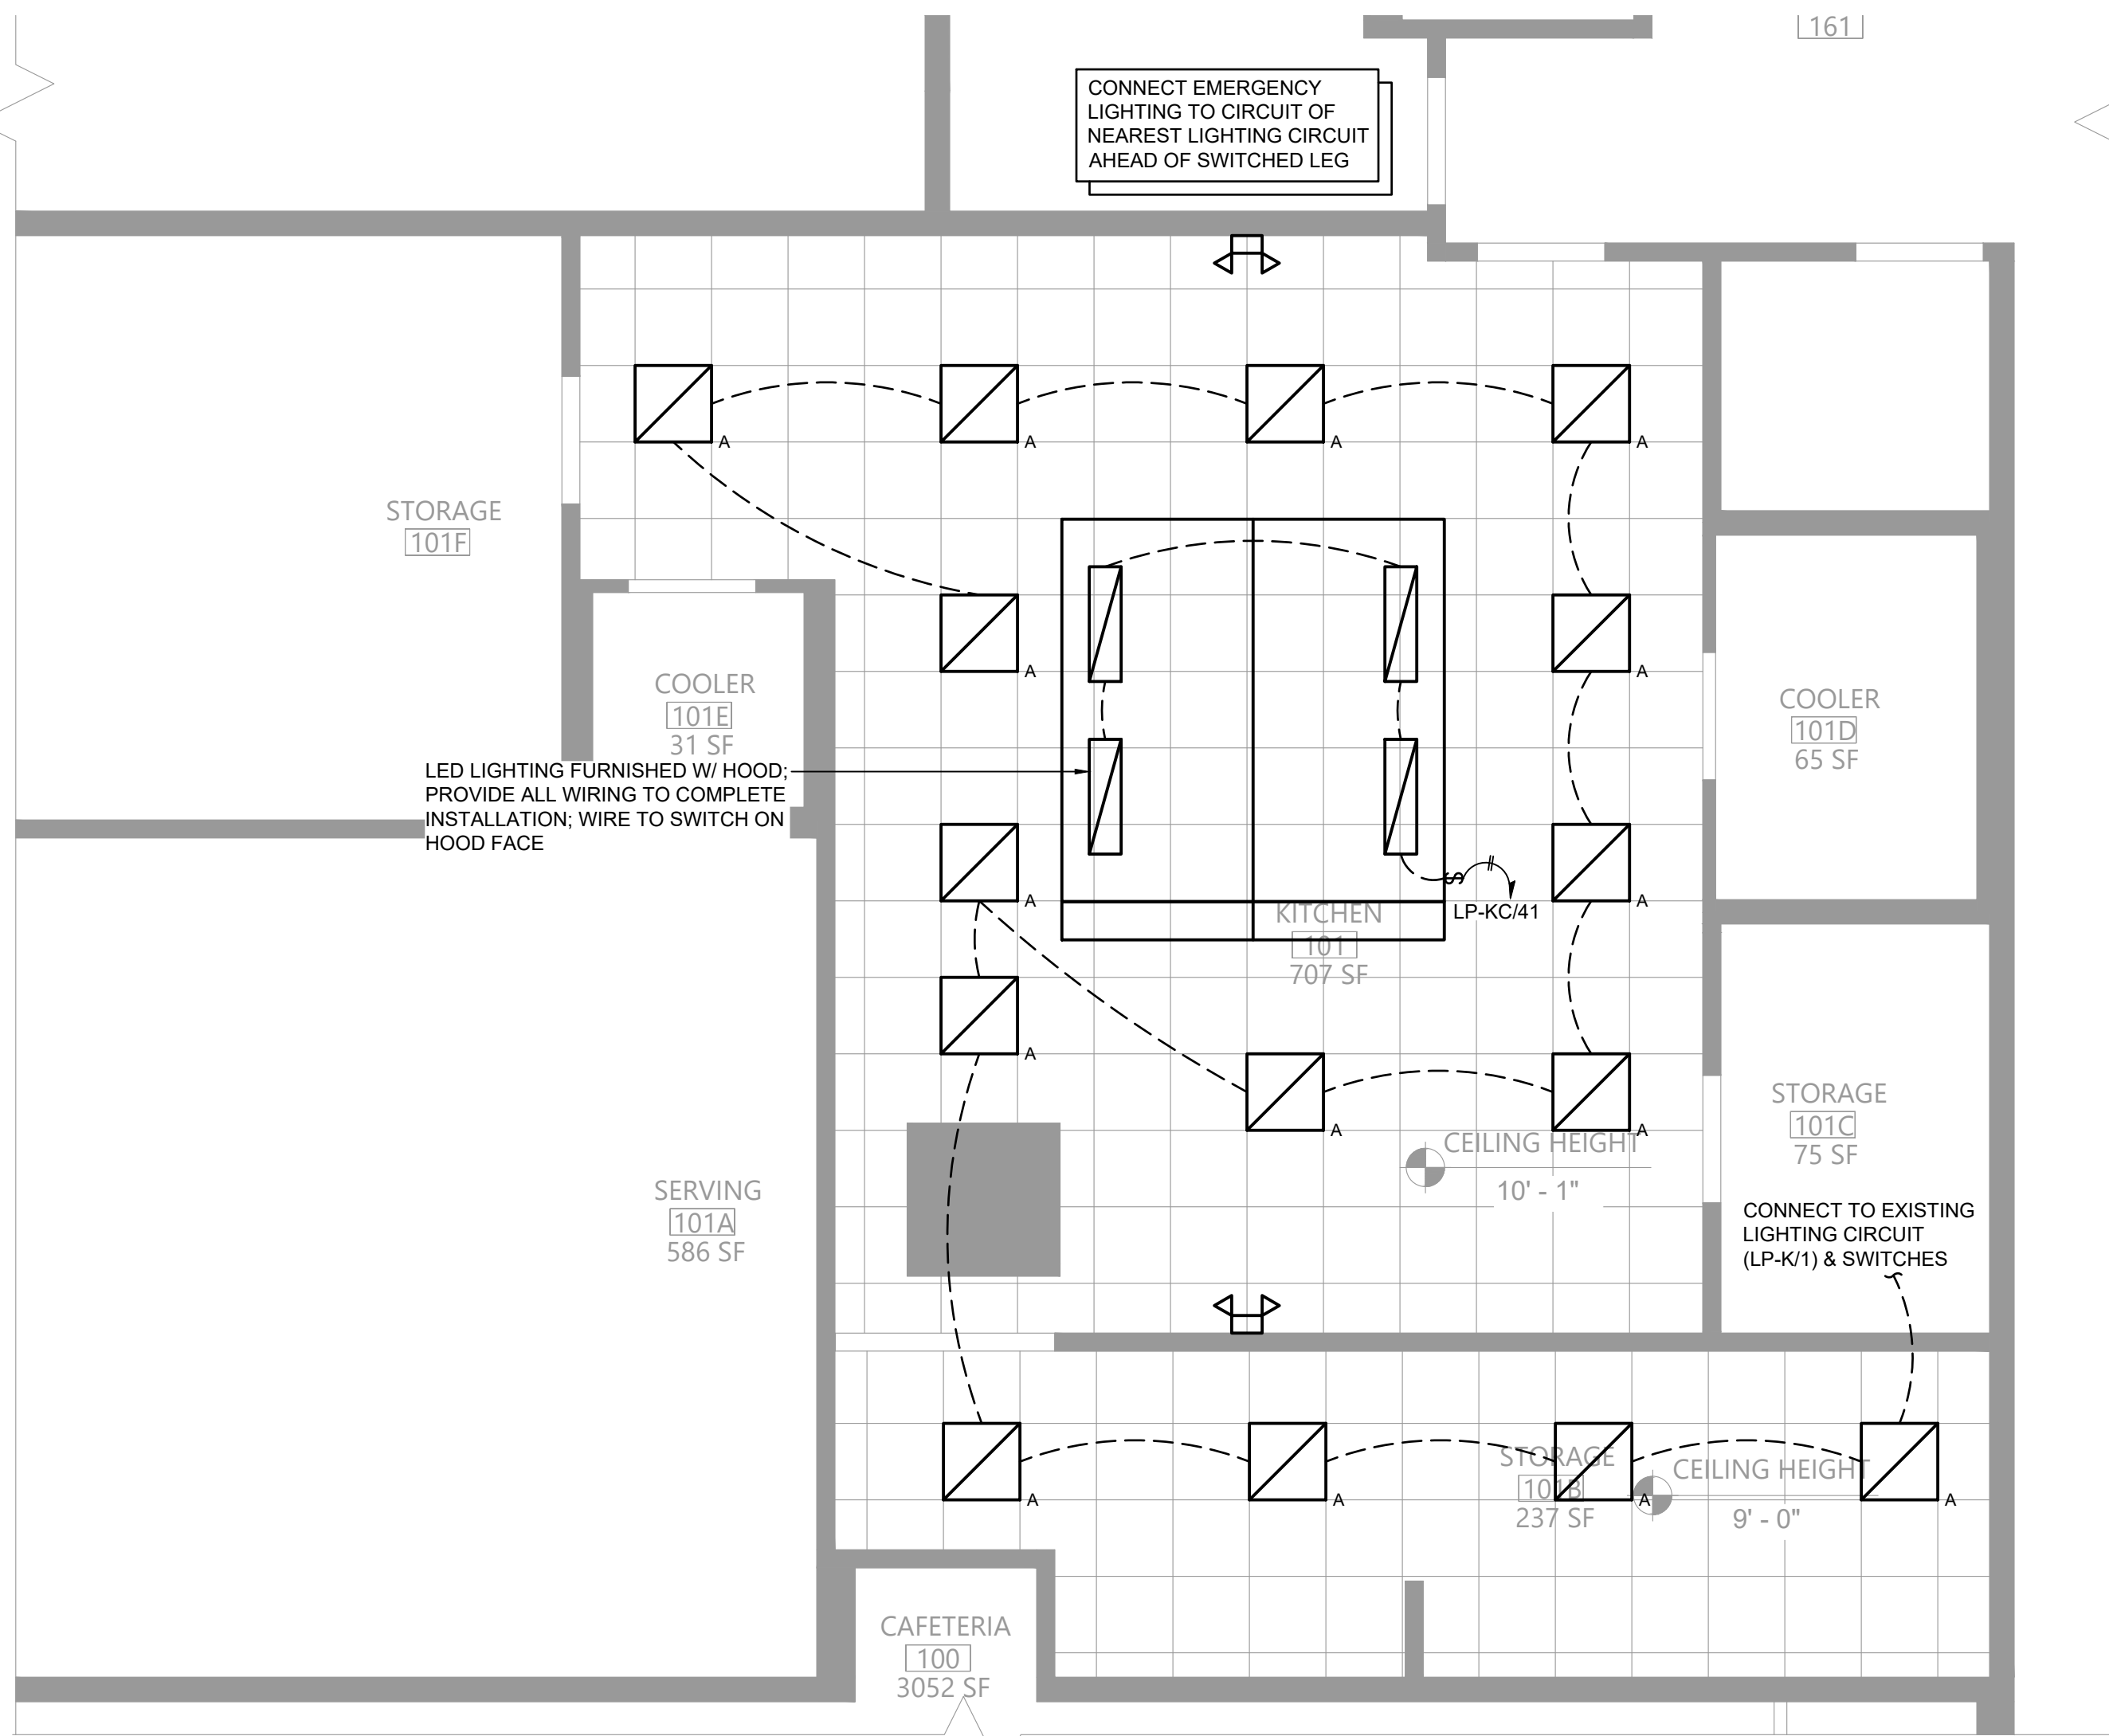 161
CONNECT EMERGENCY
LIGHTING TO CIRCUIT OF
NEAREST LIGHTING CIRCUIT
AHEAD OF SWITCHED LEG
A
A
A
A
STORAGE
101F
A
A
COOLER
101E
31 SF
COOLER
101D
65 SF
LED LIGHTING FURNISHED W/ HOOD;
PROVIDE ALL WIRING TO COMPLETE
INSTALLATION; WIRE TO SWITCH ON
HOOD FACE
A
A
$
LP-KC/41
KITCHEN
101
707 SF
A
A
A
STORAGE
101C
75 SF
CEILING HEIGHT
10' - 1"
SERVING
101A
586 SF
CONNECT TO EXISTING
LIGHTING CIRCUIT
(LP-K/1) & SWITCHES
STORAGE
101B
237 SF
CEILING HEIGHT
9' - 0"
A
A
A
A
CAFETERIA
100
3052 SF